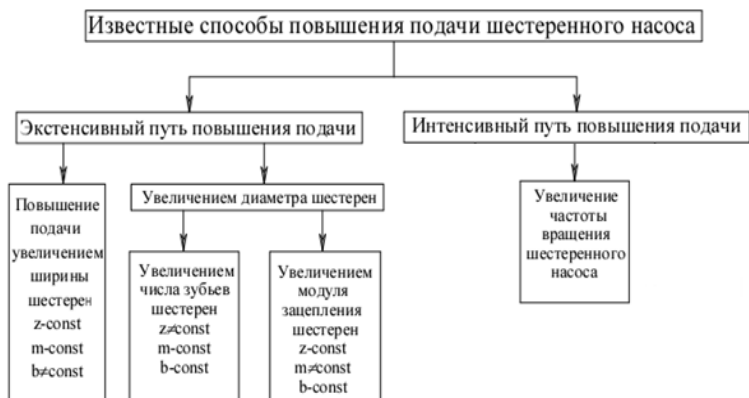 Известные способы повышения подачи шестеренного насоса
Экстенсивный путь повышения подачи
Интенсивный путь повышения подачи
Повышение
подачи
увеличением
ширины
шестерен
z-const
m-const
b≠const
Увеличением диаметра шестерен
Увеличением
числа зубьев
шестерен
z≠const
m-const
b-const
Увеличением
модуля
зацепления
шестерен
z-const
m≠const
b-const
Увеличение
частоты
вращения
шестеренного
насоса